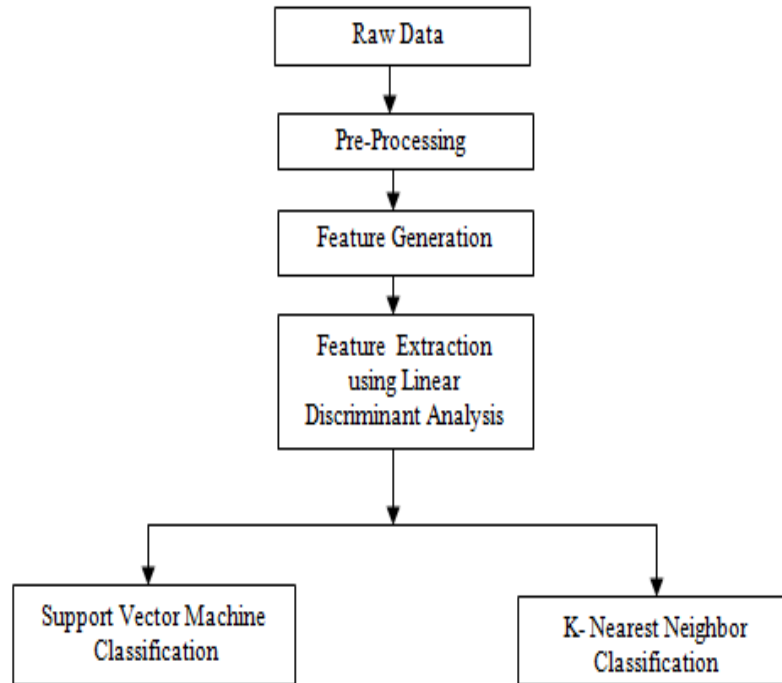 Raw Data
Pre-Processing
Feature Generation
Feature Extraction
using Linear
Discriminant Analysis
Support Vector Machine
Classification
K- Nearest Neighbor
Classification